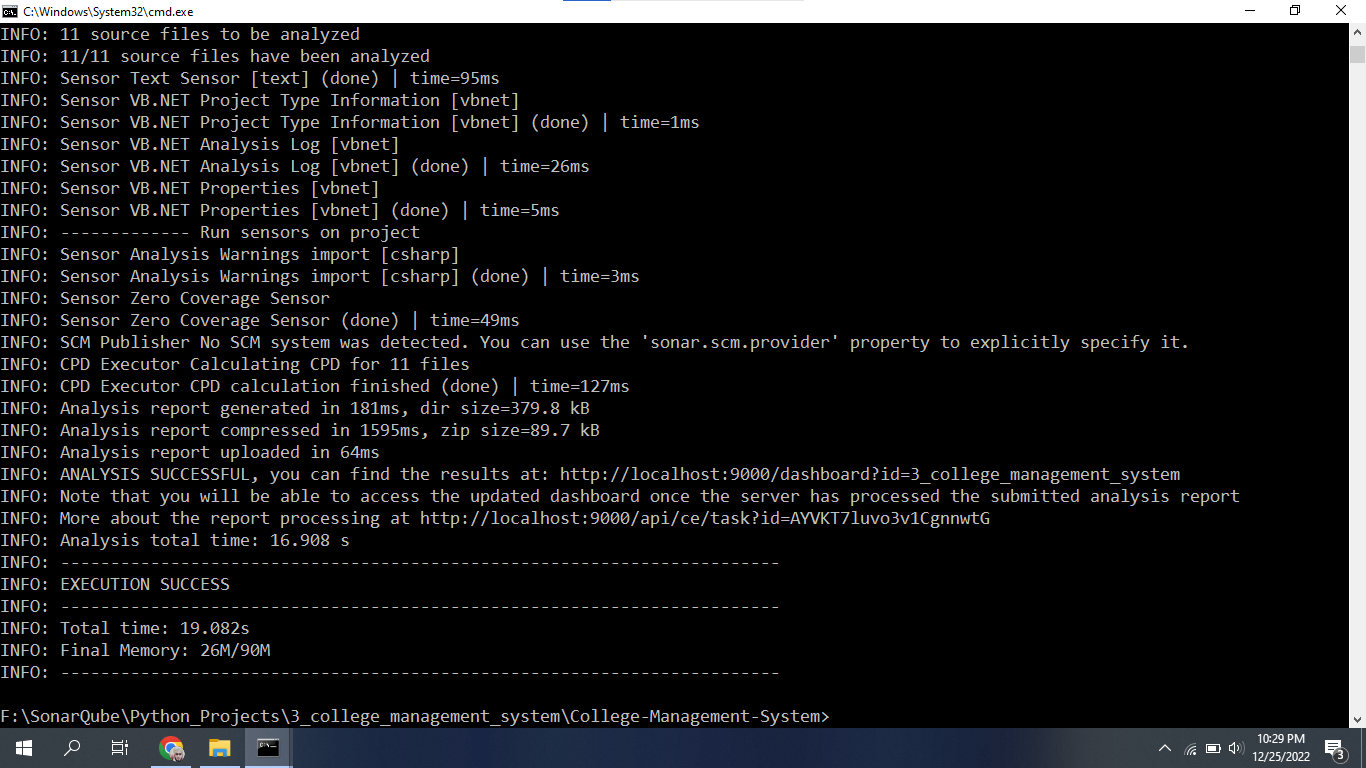 C:\Windows\System32\cmd.exe
INFO: 11 source files to be analyzed
INFO: 11/11 source files have been analyzed
INFO: Sensor Text Sensor [text] (done) | time=95ms
INFO: Sensor VB.NET Project Type Information [vbnet]
INFO: Sensor VB.NET Project Type Information [vbnet] (done) | time=1ms
INFO: Sensor VB.NET Analysis Log [vbnet]
INFO: Sensor VB.NET Analysis Log [vbnet] (done) | time=26ms
INFO: Sensor VB.NET Properties [vbnet]
INFO: Sensor VB.NET Properties [vbnet] (done) | time=5ms
INFO: ------------- Run sensors on project
INFO: Sensor Analysis Warnings import [csharp]
INFO: Sensor Analysis Warnings import [csharp] (done) | time=3ms
INFO: Sensor Zero Coverage Sensor
INFO: Sensor Zero Coverage Sensor (done) | time=49ms
INFO: SCM Publisher No SCM system was detected. You can use the 'sonar.scm.provider' property to explicitly specify it.
INFO: CPD Executor Calculating CPD for 11 files
INFO: CPD Executor CPD calculation finished (done) | time=127ms
INFO: Analysis report generated in 181ms, dir size=379.8 kB
INFO: Analysis report compressed in 1595ms, zip size=89.7 kB
INFO: Analysis report uploaded in 64ms
INFO: ANALYSIS SUCCESSFUL, you can find the results at: http://localhost:9000/dashboard?id=3_college_management_system
INFO: Note that you will be able to access the updated dashboard once the server has processed the submitted analysis report
INFO: More about the report processing at http://localhost:9000/api/ce/task?id=AYVKT7luvo3v1CgnnwtG
INFO: Analysis total time: 16.908 s
INFO: ------------------------------------------------------------------------
INFO: EXECUTION SUCCESS
INFO: ------------------------------------------------------------------------
INFO: Total time: 19.082s
INFO: Final Memory: 26M/90M
INFO: ------------------------------------------------------------------------
F:\SonarQube\Python_Projects\3_college_management_system\College-Management-System>
10:29 PM
12/25/2022
3